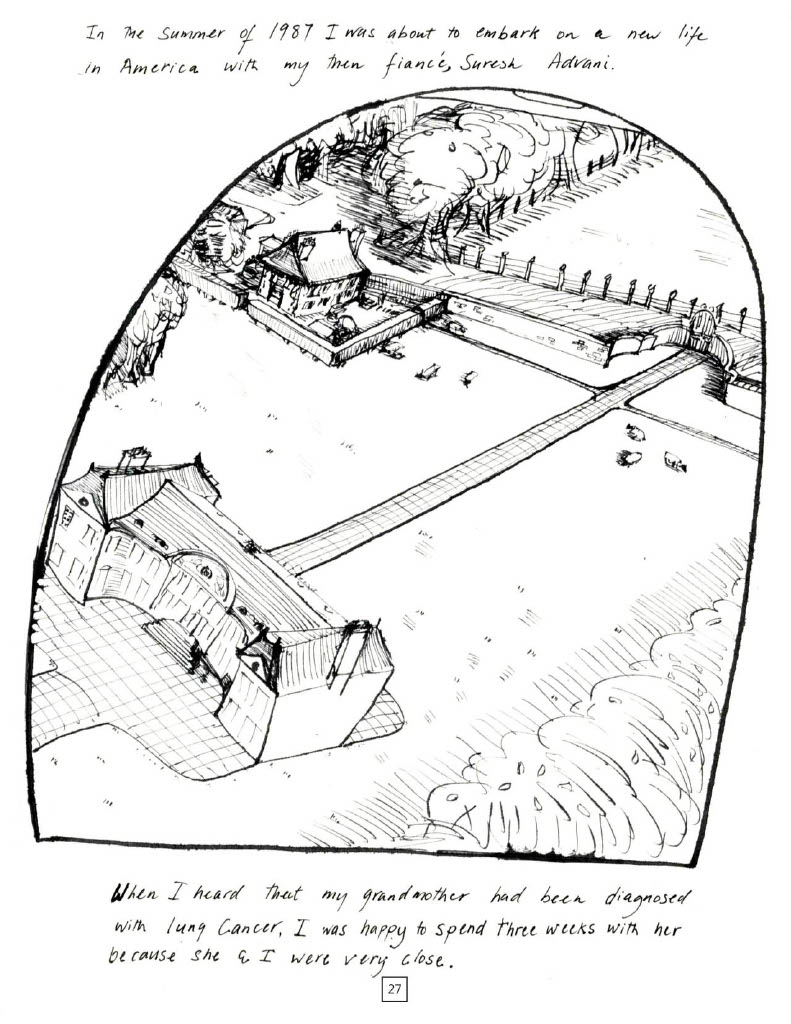 In the Summer of 1987 I was about to embark on a new life
in America with my then fiancé, Suresh Advani.
When I heard that my grandmother had been diagnosed
with lung Cancer, I was happy to spend three weeks with her
because she & I were very close.
27